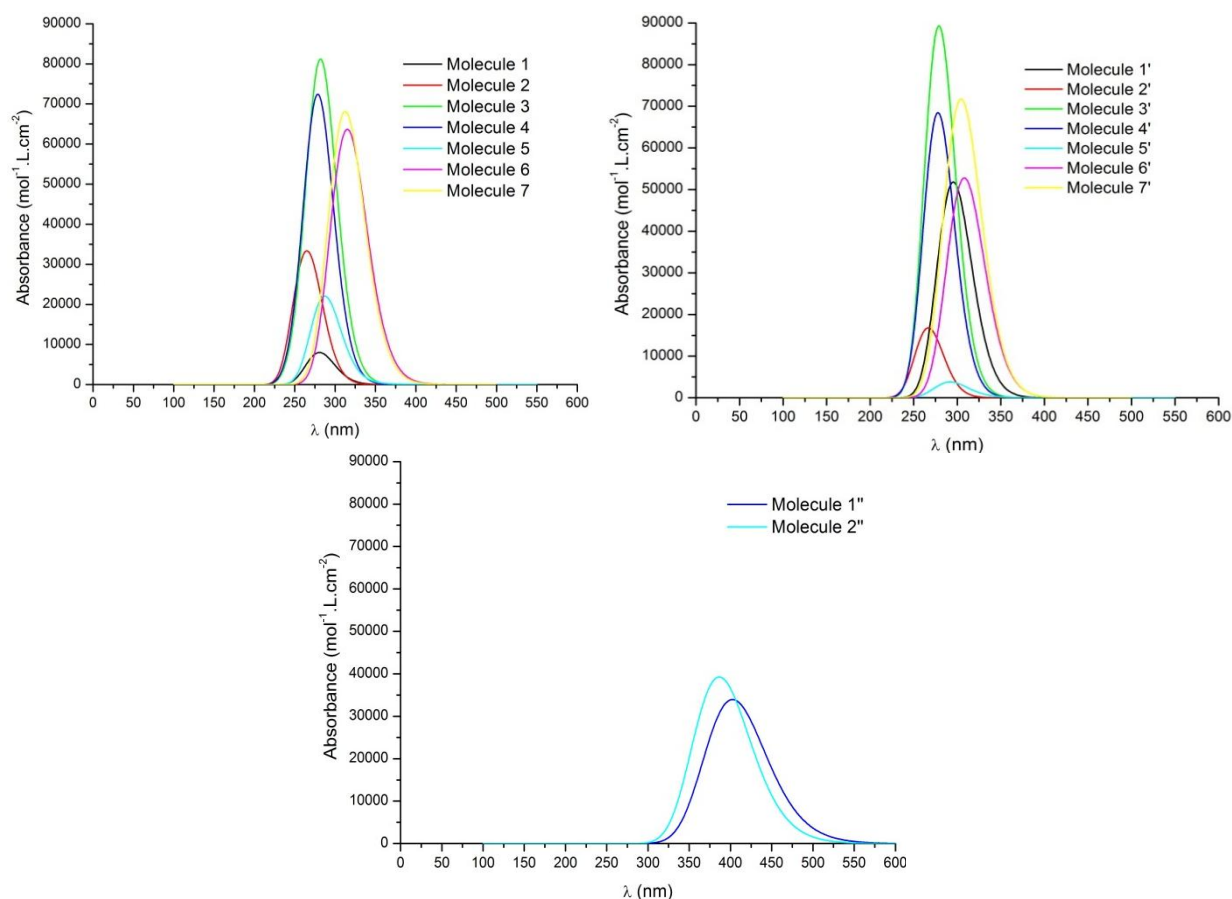 Absorbance (mol⁻¹.L.cm⁻²)
90000
80000
70000
60000
50000
40000
30000
20000
10000
0
0 50 100 150 200 250 300 350 400 450 500 550 600
λ (nm)
Molecule 1
Molecule 2
Molecule 3
Molecule 4
Molecule 5
Molecule 6
Molecule 7
Absorbance (mol⁻¹.L.cm⁻²)
90000
80000
70000
60000
50000
40000
30000
20000
10000
0
0 50 100 150 200 250 300 350 400 450 500 550 600
λ (nm)
Molecule 1'
Molecule 2'
Molecule 3'
Molecule 4'
Molecule 5'
Molecule 6'
Molecule 7'
Absorbance (mol⁻¹.L.cm⁻²)
90000
80000
70000
60000
50000
40000
30000
20000
10000
0
0 50 100 150 200 250 300 350 400 450 500 550 600
λ (nm)
Molecule 1"
Molecule 2"